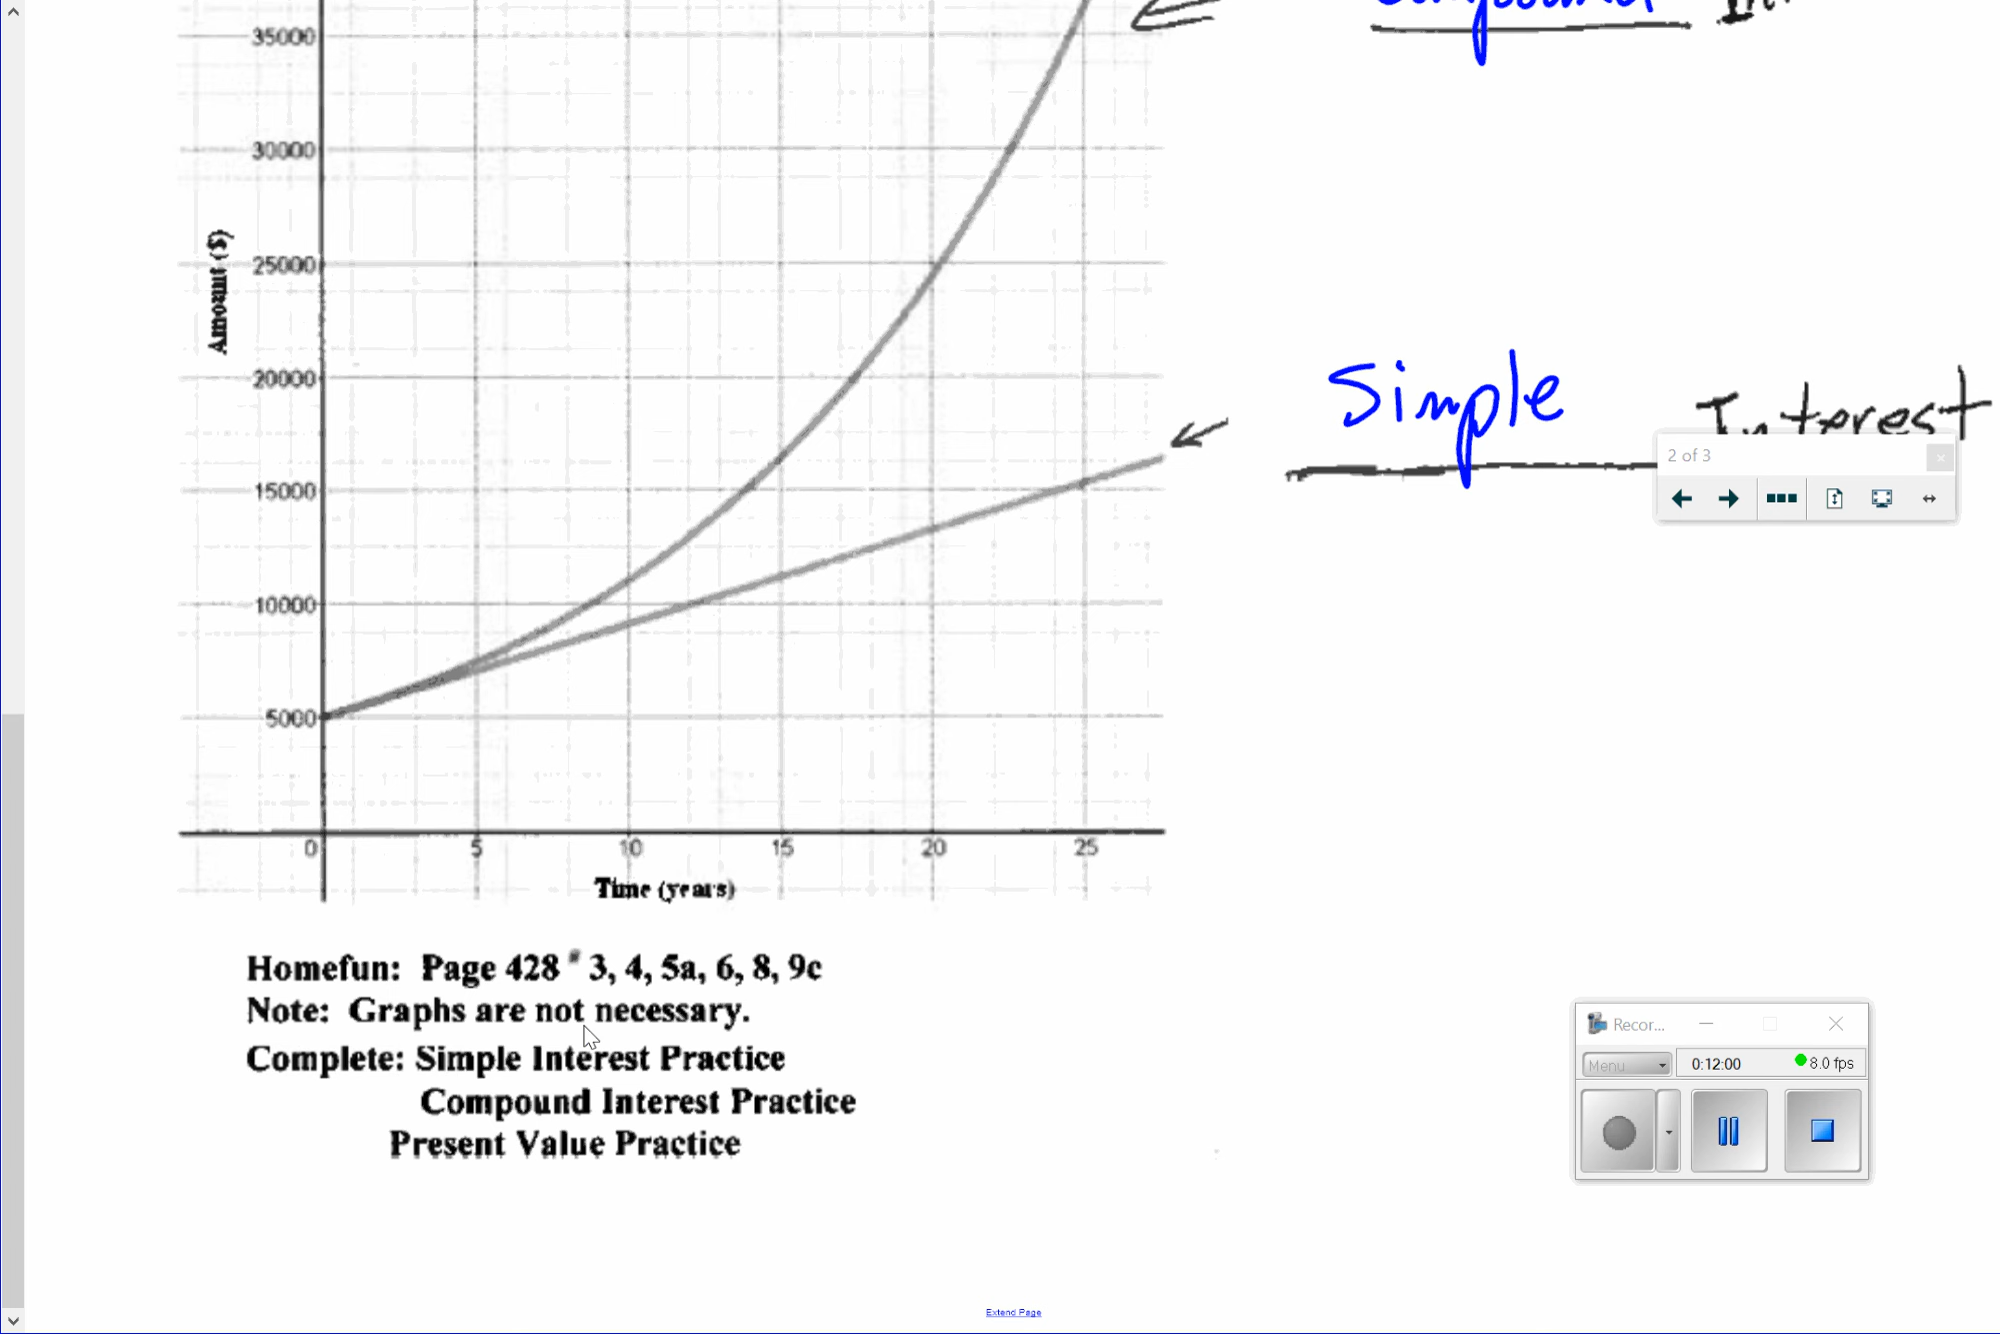 Compound
35000
30000
25000
20000
15000
10000
5000
Amount ($)
Simple Interest
2 of 3
0 5 10 15 20 25
Time (years)
Homefun: Page 428 # 3, 4, 5a, 6, 8, 9c
Note: Graphs are not necessary.
Complete: Simple Interest Practice
Compound Interest Practice
Present Value Practice
Recor...
Menu 0:12:00 8.0 fps
Extend Page